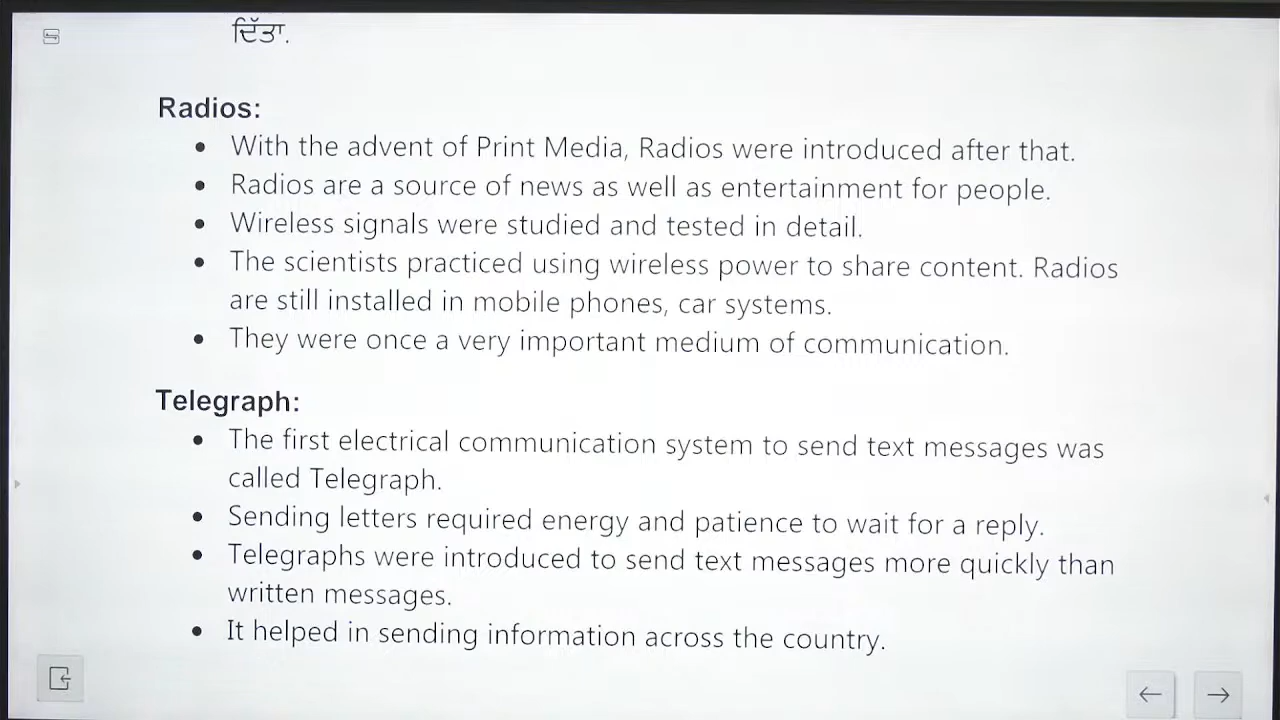 ਦਿੱਤਾ.
Radios:
• With the advent of Print Media, Radios were introduced after that.
• Radios are a source of news as well as entertainment for people.
• Wireless signals were studied and tested in detail.
• The scientists practiced using wireless power to share content. Radios
are still installed in mobile phones, car systems.
• They were once a very important medium of communication.
Telegraph:
• The first electrical communication system to send text messages was
called Telegraph.
• Sending letters required energy and patience to wait for a reply.
• Telegraphs were introduced to send text messages more quickly than
written messages.
• It helped in sending information across the country.